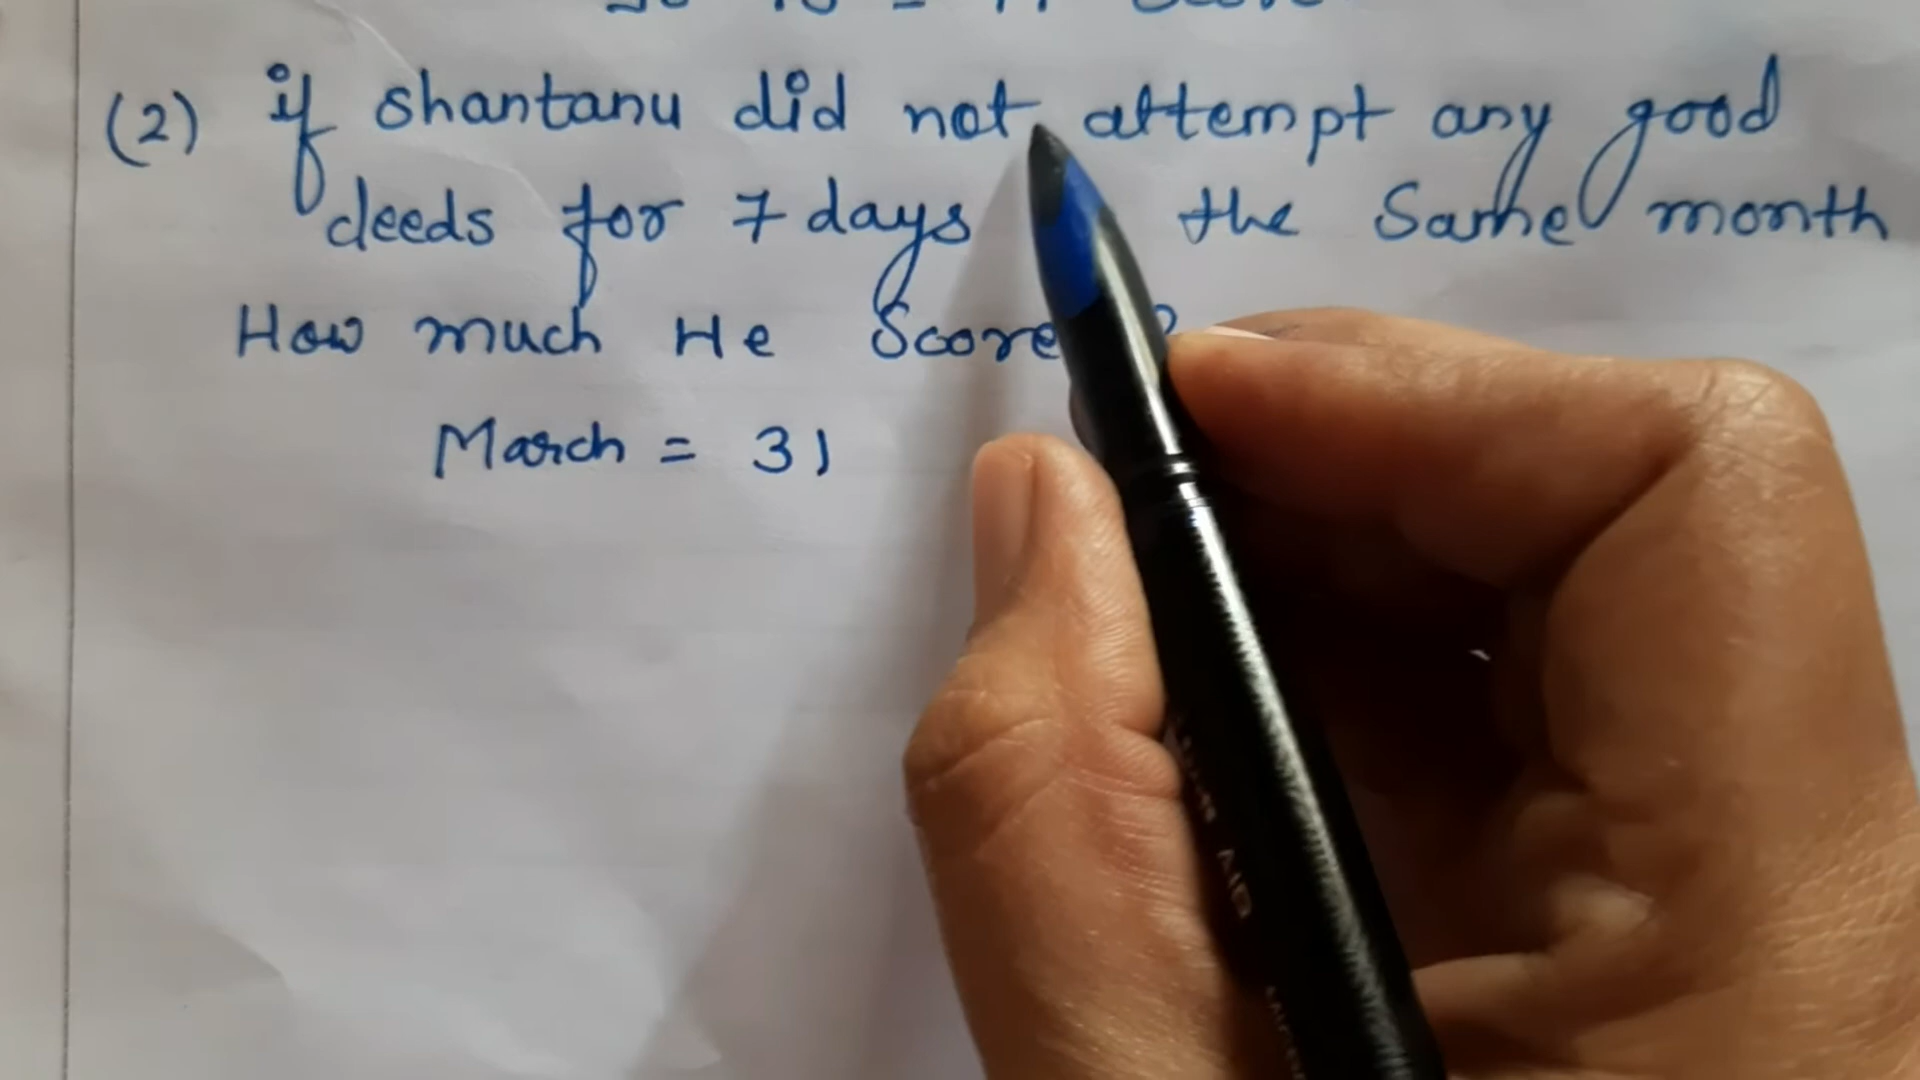 (2) if shantanu did not attempt any good
deeds for 7 days the Same month
How much He Score ?
March = 31